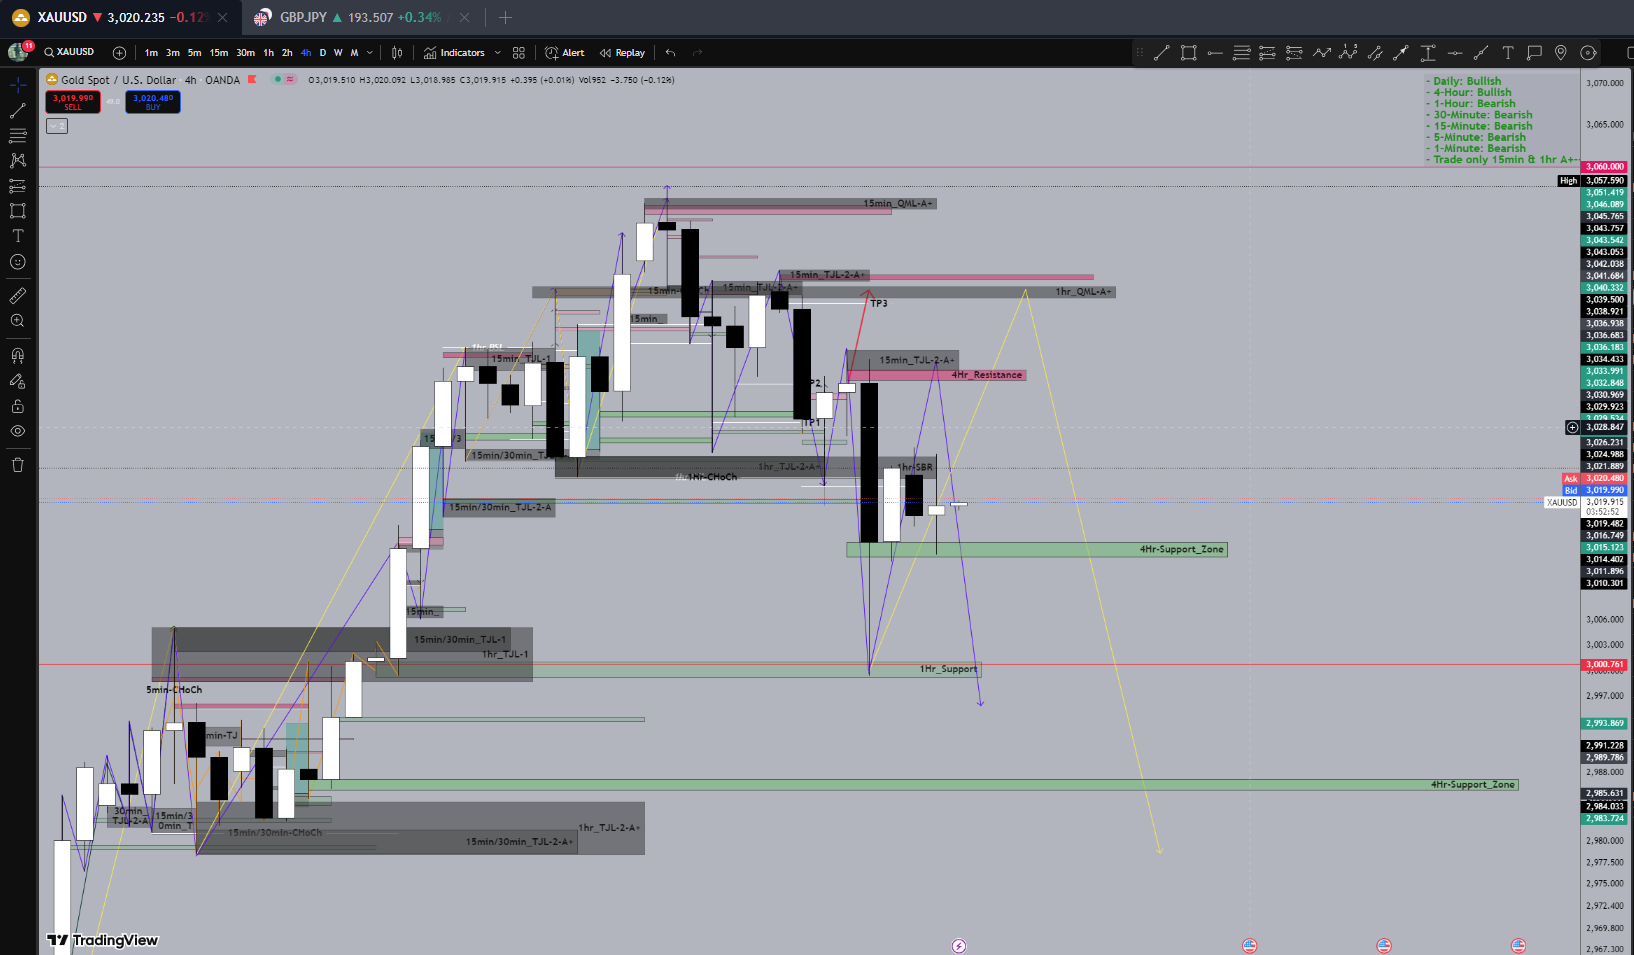 XAUUSD ▼ 3,020.235 −0.12%
GBPJPY ▲ 193.507 +0.34%
11
XAUUSD
1m 3m 5m 15m 30m 1h 2h 4h D W M
Indicators
Alert
Replay
Gold Spot / U.S. Dollar · 4h · OANDA
O3,019.510 H3,020.092 L3,018.985 C3,019.915 +0.395 (+0.01%) Vol952 −3.750 (−0.12%)
3,019.990
SELL
49.0
3,020.480
BUY
2
- Daily: Bullish
- 4-Hour: Bullish
- 1-Hour: Bearish
- 30-Minute: Bearish
- 15-Minute: Bearish
- 5-Minute: Bearish
- 1-Minute: Bearish
- Trade only 15min & 1hr A+
15min_QML-A+
15min_TJL-2-A+
15min_TJL-2-A+
1hr_QML-A+
TP3
15min_
1hr_BSL
15min_TJL-1
15min_TJL-2-A+
4Hr_Resistance
P2
TP1
15min/3
15min/30min_TJL
1hr_TJL-2-A+
1hr-SBR
1Hr-CHoCh
15min/30min_TJL-2-A
4Hr-Support_Zone
15min_
15min/30min_TJL-1
1hr_TJL-1
1Hr_Support
5min-CHoCh
min-TJ
4Hr-Support_Zone
30min_
TJL-2-A
15min/3
0min_T
15min/30min-CHoCh
1hr_TJL-2-A+
15min/30min_TJL-2-A+
TradingView
3,070.000
3,065.000
3,060.000
High 3,057.590
3,051.419
3,046.089
3,045.765
3,043.757
3,043.542
3,043.053
3,042.038
3,041.684
3,040.332
3,039.500
3,038.921
3,036.938
3,036.683
3,036.183
3,034.433
3,033.991
3,032.848
3,030.969
3,029.923
3,028.847
3,026.231
3,024.988
3,021.889
Ask 3,020.480
Bid 3,019.990
XAUUSD 3,019.915
03:52:52
3,019.482
3,016.749
3,015.123
3,014.402
3,011.896
3,010.301
3,006.000
3,003.000
3,000.761
2,997.000
2,993.869
2,991.228
2,989.786
2,988.000
2,985.631
2,984.033
2,983.724
2,980.000
2,977.500
2,975.000
2,972.400
2,969.800
2,967.300